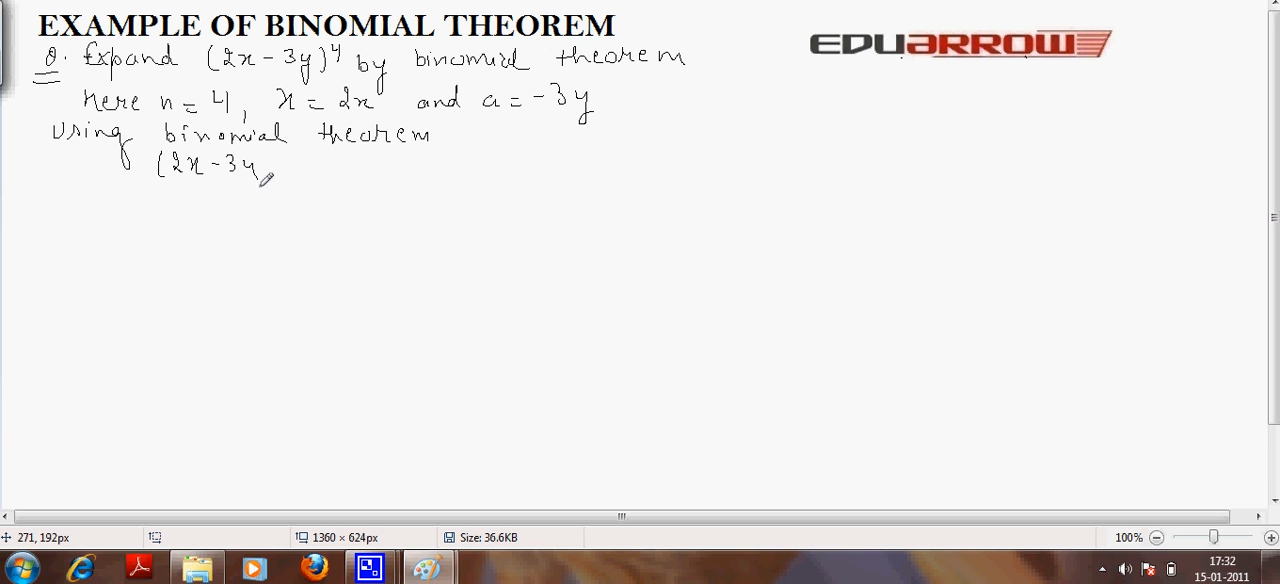 EXAMPLE OF BINOMIAL THEOREM
EDUARROW
Q. Expand (2x - 3y)^4 by binomial theorem
Here n = 4, x = 2x and a = -3y
Using binomial theorem
(2x - 3y
271, 192px
1360 × 624px
Size: 36.6KB
100%
17:32
15-01-2011